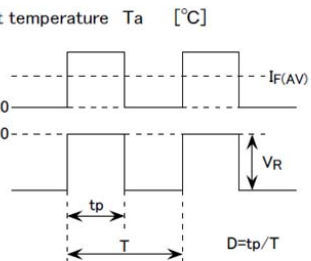 t temperature Ta [℃]
IF(AV)
0
0
VR
tp
T
D=tp/T